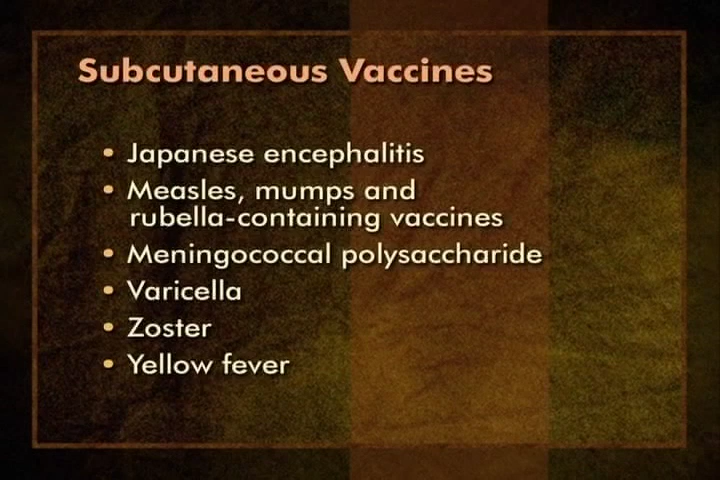 Subcutaneous Vaccines
• Japanese encephalitis
• Measles, mumps and
rubella-containing vaccines
• Meningococcal polysaccharide
• Varicella
• Zoster
• Yellow fever